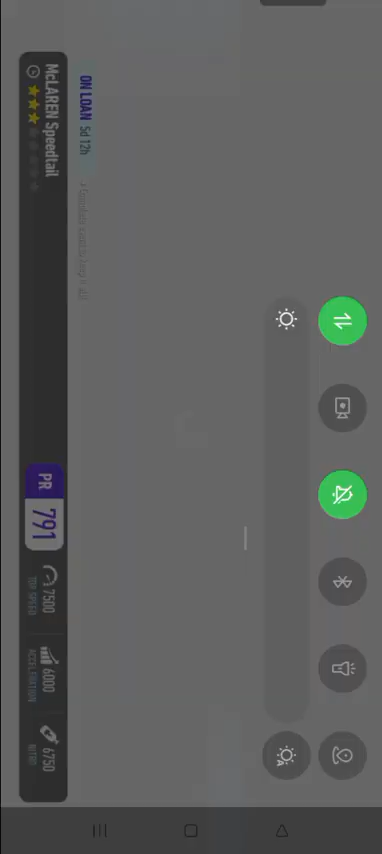 McLAREN Speedtail
PR 791
7500
TOP SPEED
6000
ACCELERATION
6750
NITRO
ON LOAN 5d 12h
A